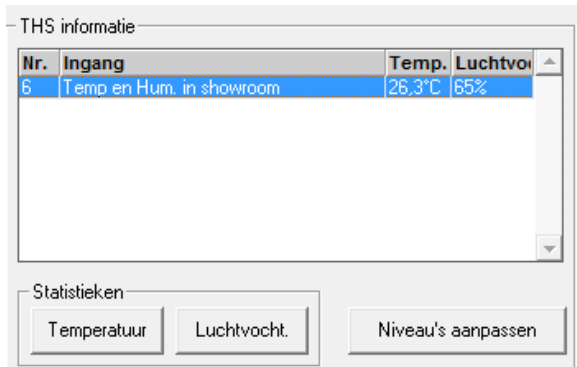 THS informatie
Nr. Ingang Temp. Luchtvo
6 Temp en Hum. in showroom 26,3°C 65%
Statistieken
Temperatuur Luchtvocht. Niveau's aanpassen